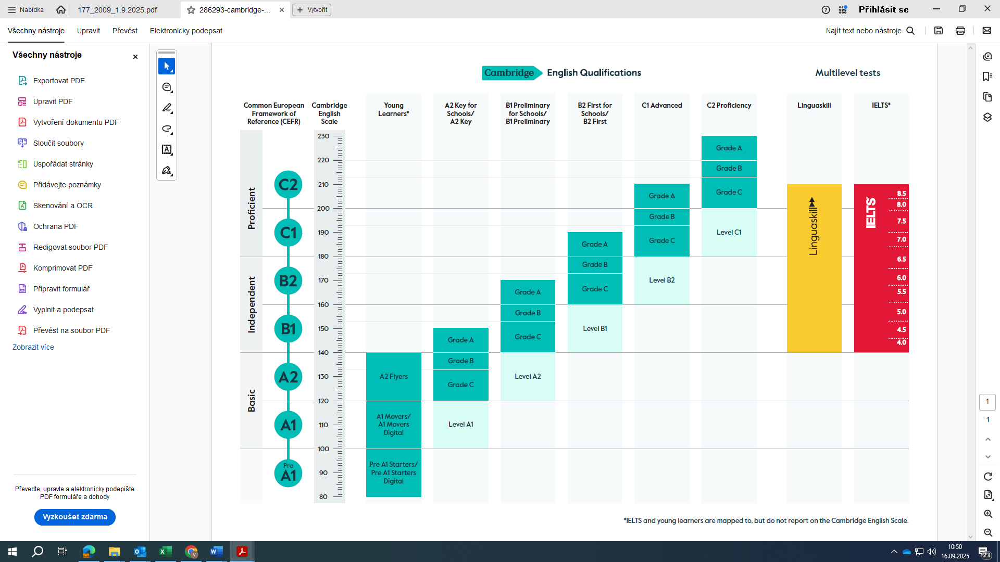 Nabídka
177_2009_1.9.2025.pdf
286293-cambridge-...
Vytvořit
Přihlásit se
Všechny nástroje
Upravit
Převést
Elektronicky podepsat
Najít text nebo nástroje
Všechny nástroje
Exportovat PDF
Upravit PDF
Vytvoření dokumentu PDF
Sloučit soubory
Uspořádat stránky
Přidávejte poznámky
Skenování a OCR
Ochrana PDF
Redigovat soubor PDF
Komprimovat PDF
Připravit formulář
Vyplnit a podepsat
Převést na soubor PDF
Zobrazit více
Převeďte, upravte a elektronicky podepište
PDF formuláře a dohody
Vyzkoušet zdarma
Cambridge English Qualifications
Multilevel tests
Common European
Framework of
Reference (CEFR)
Cambridge
English
Scale
Young
Learners*
A2 Key for
Schools/
A2 Key
B1 Preliminary
for Schools/
B1 Preliminary
B2 First for
Schools/
B2 First
C1 Advanced
C2 Proficiency
Linguaskill
IELTS*
Proficient
Independent
Basic
C2
C1
B2
B1
A2
A1
Pre
A1
230
220
210
200
190
180
170
160
150
140
130
120
110
100
90
80
A2 Flyers
A1 Movers/
A1 Movers
Digital
Pre A1 Starters/
Pre A1 Starters
Digital
Grade A
Grade B
Grade C
Level A1
Grade A
Grade B
Grade C
Level A2
Grade A
Grade B
Grade C
Level B1
Grade A
Grade B
Grade C
Level B2
Grade A
Grade B
Grade C
Level C1
Linguaskill
IELTS
8.5
8.0
7.5
7.0
6.5
6.0
5.5
5.0
4.5
4.0
*IELTS and young learners are mapped to, but do not report on the Cambridge English Scale.
1
1
10:50
16.09.2025
23